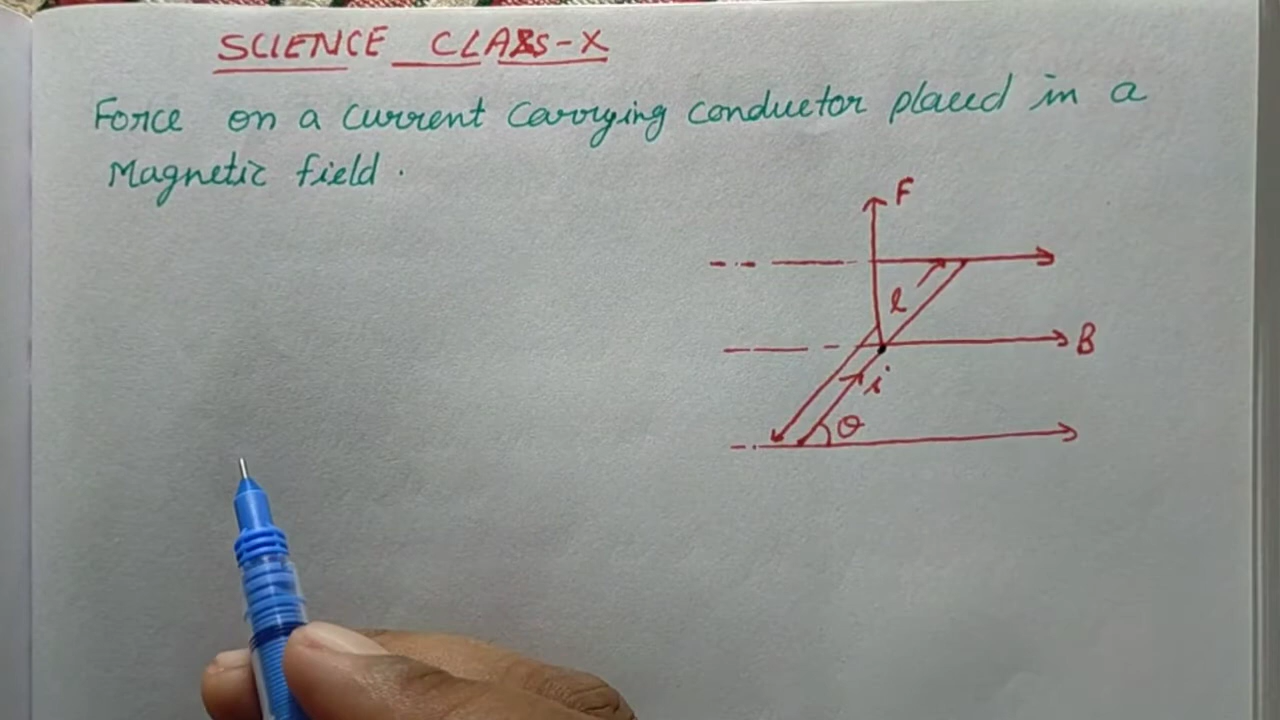 SCIENCE CLASS-X
Force on a current carrying conductor placed in a
Magnetic field.
F
l
B
i
θ